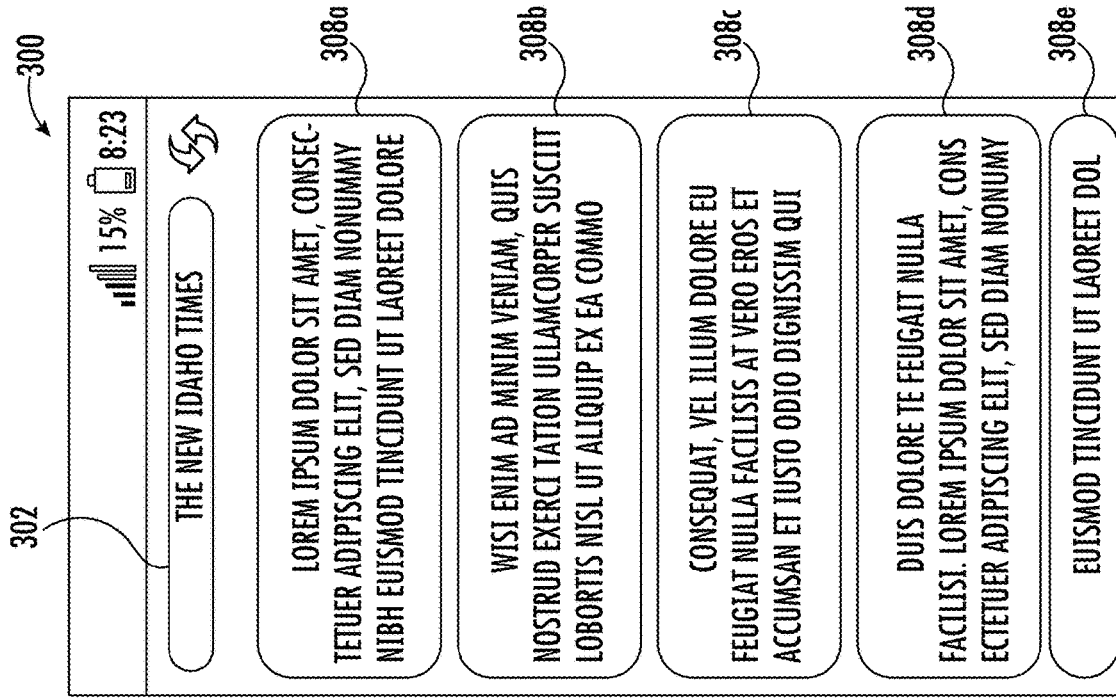 300
15% 8:23
302
THE NEW IDAHO TIMES
LOREM IPSUM DOLOR SIT AMET, CONSEC-
TETUER ADIPISCING ELIT, SED DIAM NONUMMY
NIBH EUISMOD TINCIDUNT UT LAOREET DOLORE
308a
WISI ENIM AD MINIM VENIAM, QUIS
NOSTRUD EXERCI TATION ULLAMCORPER SUSCIIT
LOBORTIS NISL UT ALIQUIP EX EA COMMO
308b
CONSEQUAT, VEL ILLUM DOLORE EU
FEUGIAT NULLA FACILISIS AT VERO EROS ET
ACCUMSAN ET IUSTO ODIO DIGNISSIM QUI
308c
DUIS DOLORE TE FEUGAIT NULLA
FACILISI. LOREM IPSUM DOLOR SIT AMET, CONS
ECTETUER ADIPISCING ELIT, SED DIAM NONUMY
308d
EUISMOD TINCIDUNT UT LAOREET DOL
308e